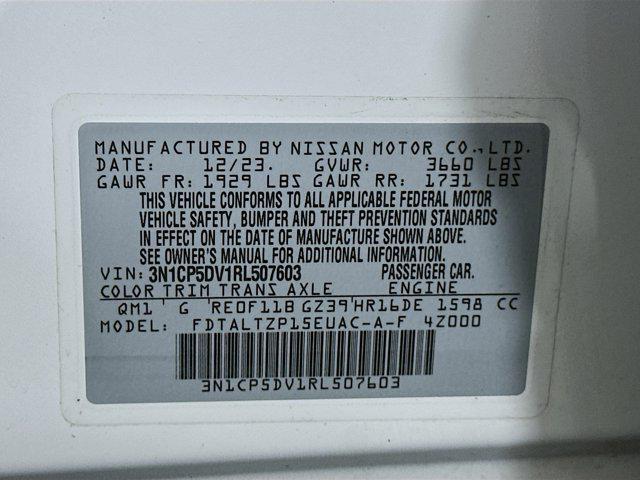 MANUFACTURED BY NISSAN MOTOR CO.,LTD.
DATE: 12/23. GVWR: 3660 LBS
GAWR FR: 1929 LBS GAWR RR: 1731 LBS
THIS VEHICLE CONFORMS TO ALL APPLICABLE FEDERAL MOTOR
VEHICLE SAFETY, BUMPER AND THEFT PREVENTION STANDARDS
IN EFFECT ON THE DATE OF MANUFACTURE SHOWN ABOVE.
SEE OWNER'S MANUAL FOR ADDITIONAL INFORMATION.
VIN: 3N1CP5DV1RL507603 PASSENGER CAR.
COLOR TRIM TRANS AXLE ENGINE
QM1 G RE0F11B GZ39 HR16DE 1598 CC
MODEL: FDTALTZP15EUAC-A-F 4Z000
3N1CP5DV1RL507603